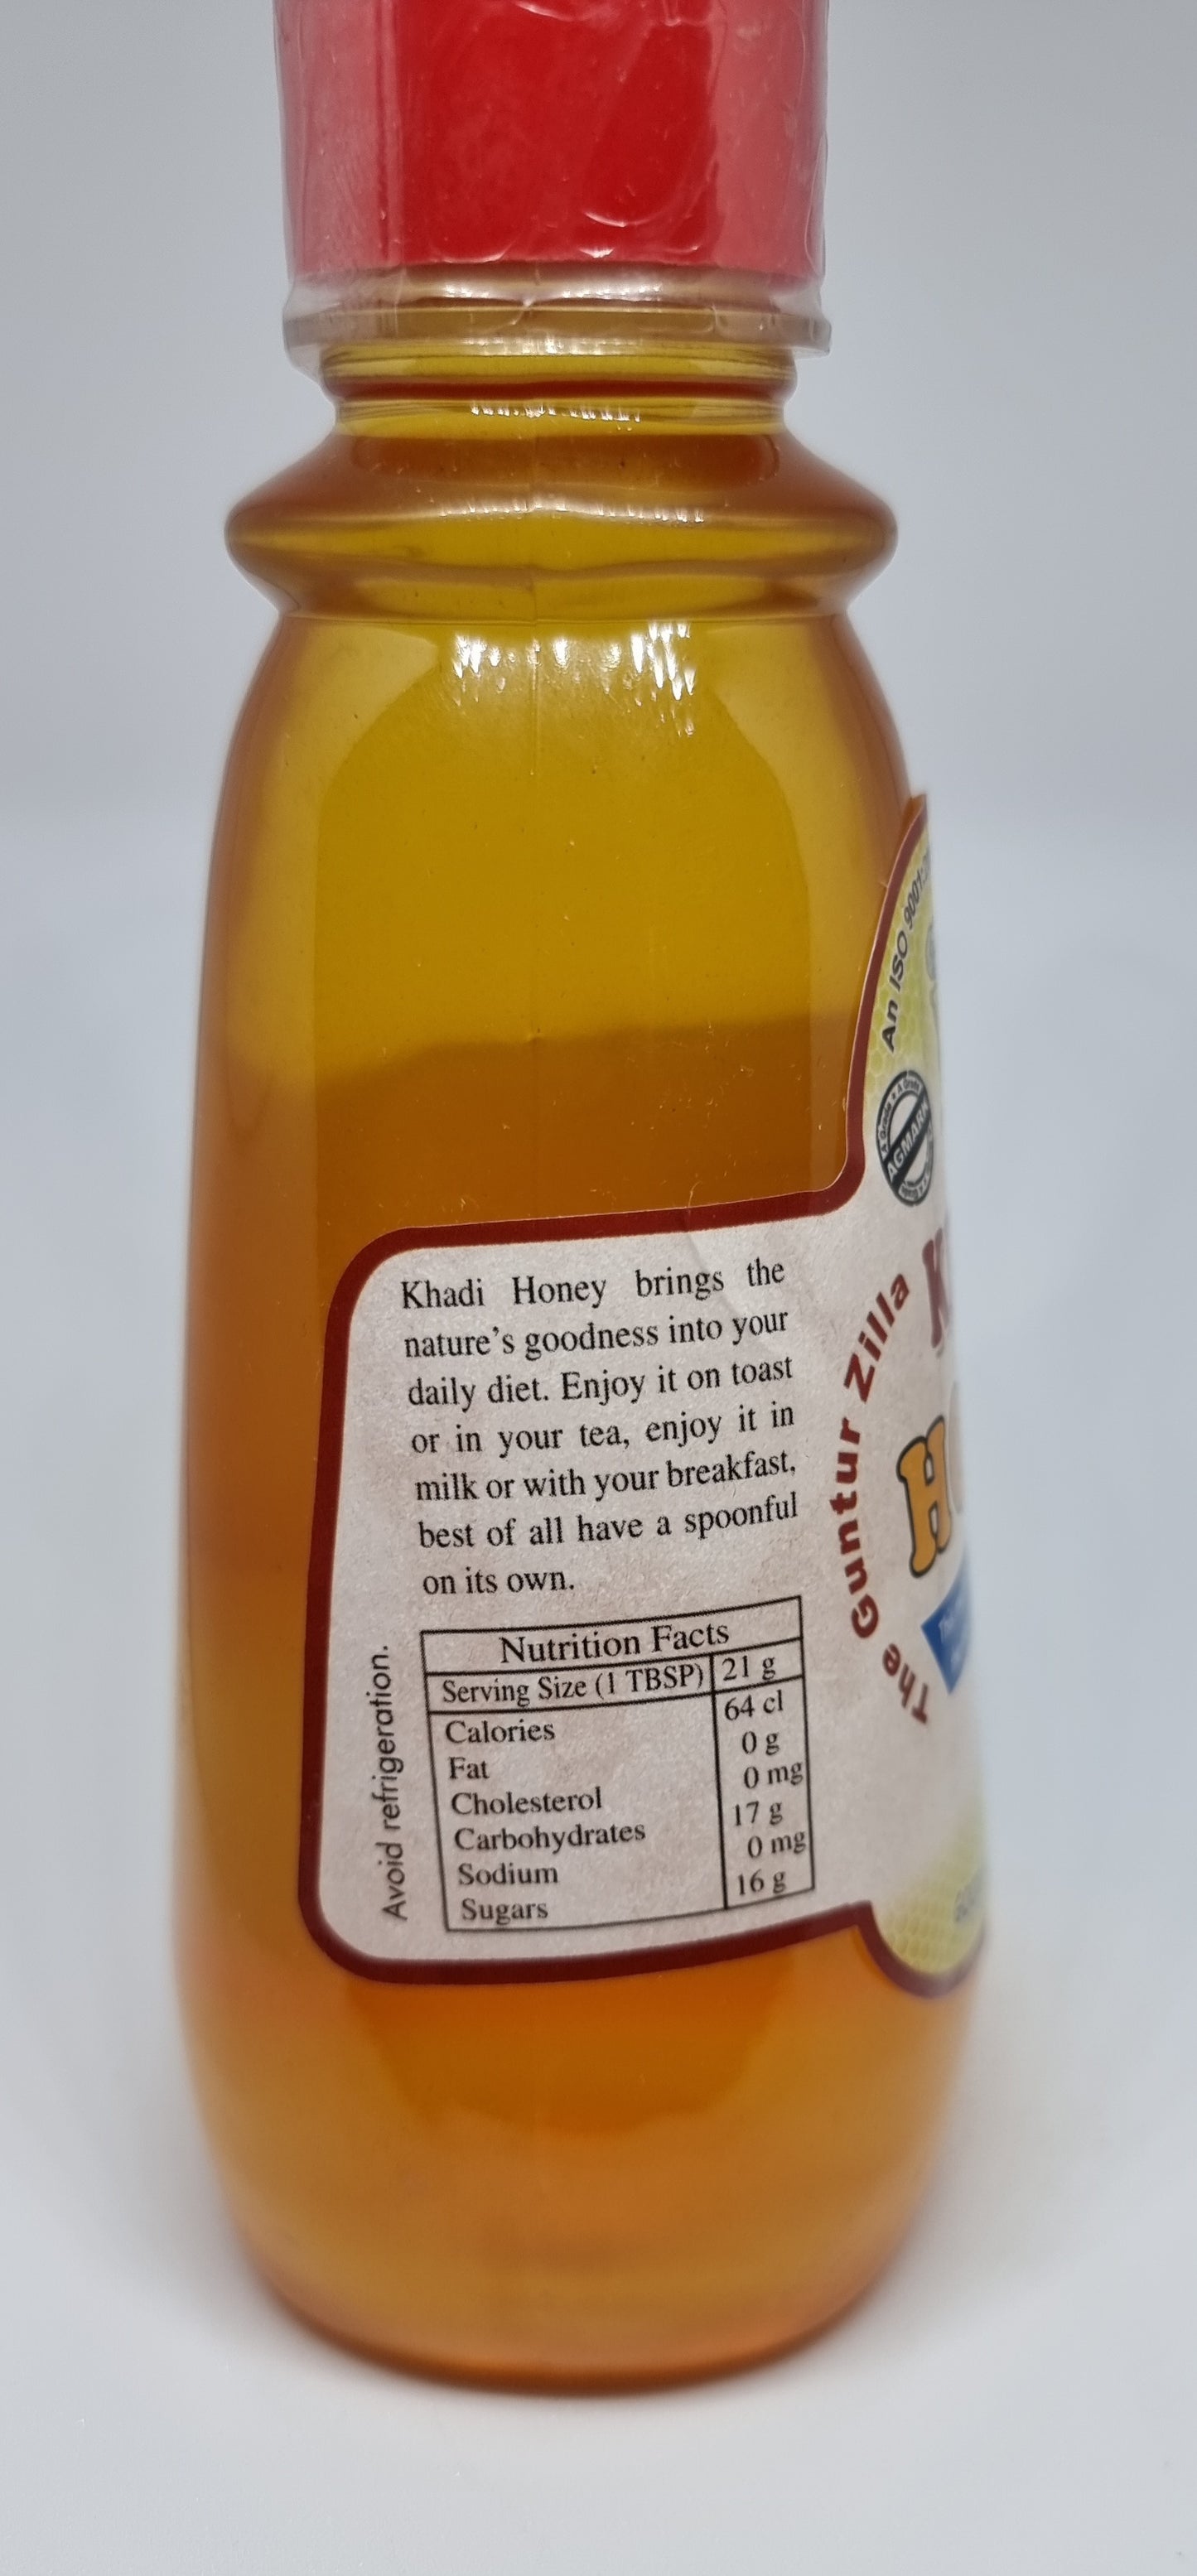 Khadi Honey brings the
nature's goodness into your
daily diet. Enjoy it on toast
or in your tea, enjoy it in
milk or with your breakfast,
best of all have a spoonful
on its own.
Avoid refrigeration.
Nutrition Facts
Serving Size (1 TBSP) 21 g
Calories 64 cl
Fat 0 g
Cholesterol 0 mg
Carbohydrates 17 g
Sodium 0 mg
Sugars 16 g
An ISO 9001:
AGMARK
The Guntur Zilla